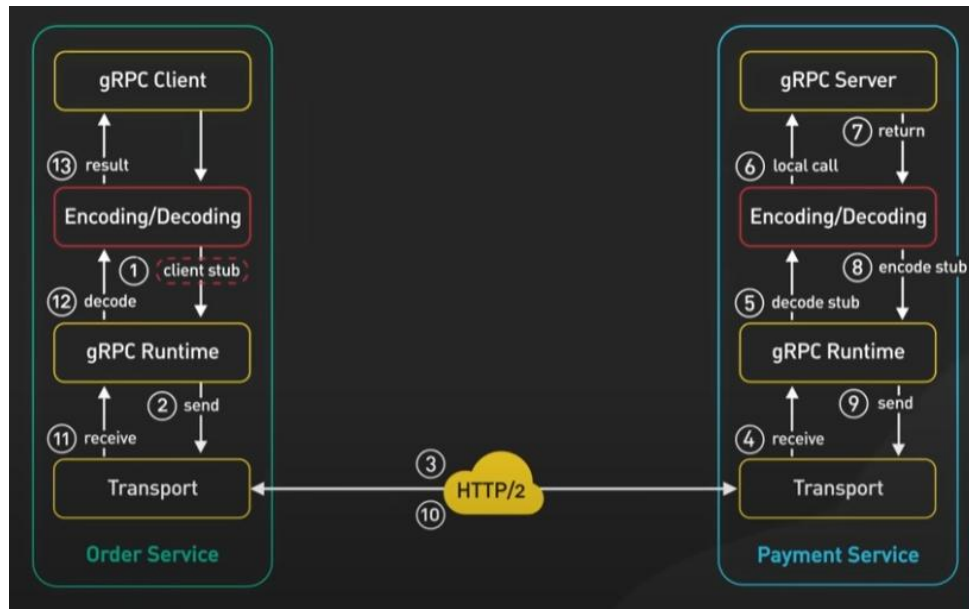 gRPC Client
⑬ result
Encoding/Decoding
① client stub
⑫ decode
gRPC Runtime
② send
⑪ receive
Transport
Order Service
③
HTTP/2
⑩
gRPC Server
⑦ return
⑥ local call
Encoding/Decoding
⑧ encode stub
⑤ decode stub
gRPC Runtime
⑨ send
④ receive
Transport
Payment Service